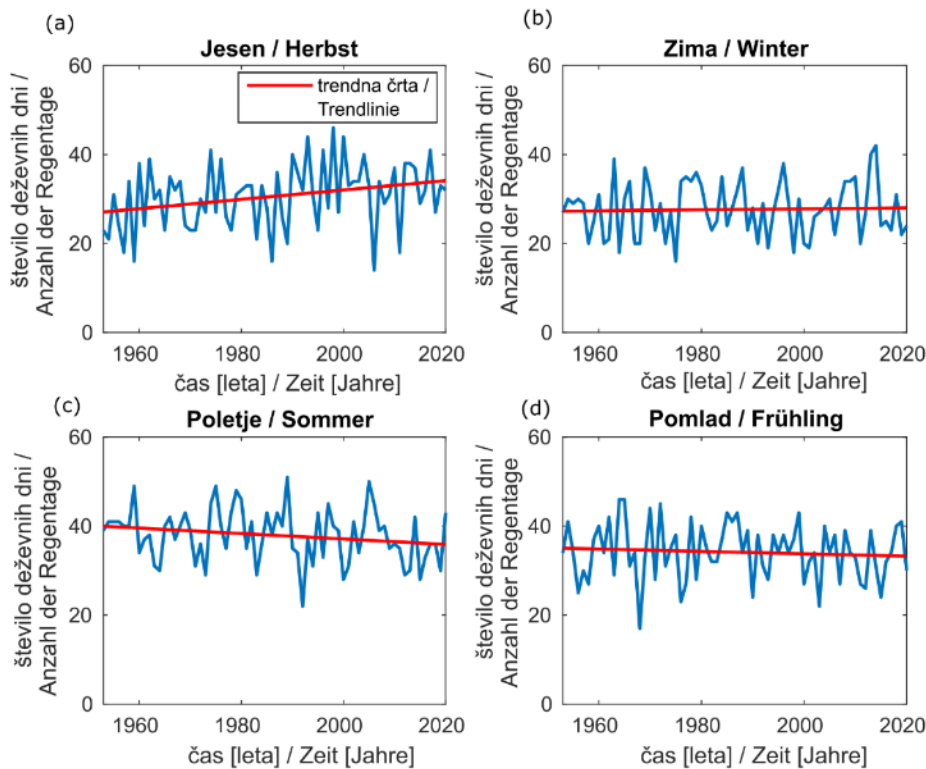 (a)
Jesen / Herbst
število deževnih dni /
Anzahl der Regentage
60
40
20
0
trendna črta /
Trendlinie
1960
1980
2000
2020
čas [leta] / Zeit [Jahre]
(b)
Zima / Winter
število deževnih dni /
Anzahl der Regentage
60
40
20
0
1960
1980
2000
2020
čas [leta] / Zeit [Jahre]
(c)
Poletje / Sommer
število deževnih dni /
Anzahl der Regentage
60
40
20
0
1960
1980
2000
2020
čas [leta] / Zeit [Jahre]
(d)
Pomlad / Frühling
število deževnih dni /
Anzahl der Regentage
60
40
20
0
1960
1980
2000
2020
čas [leta] / Zeit [Jahre]